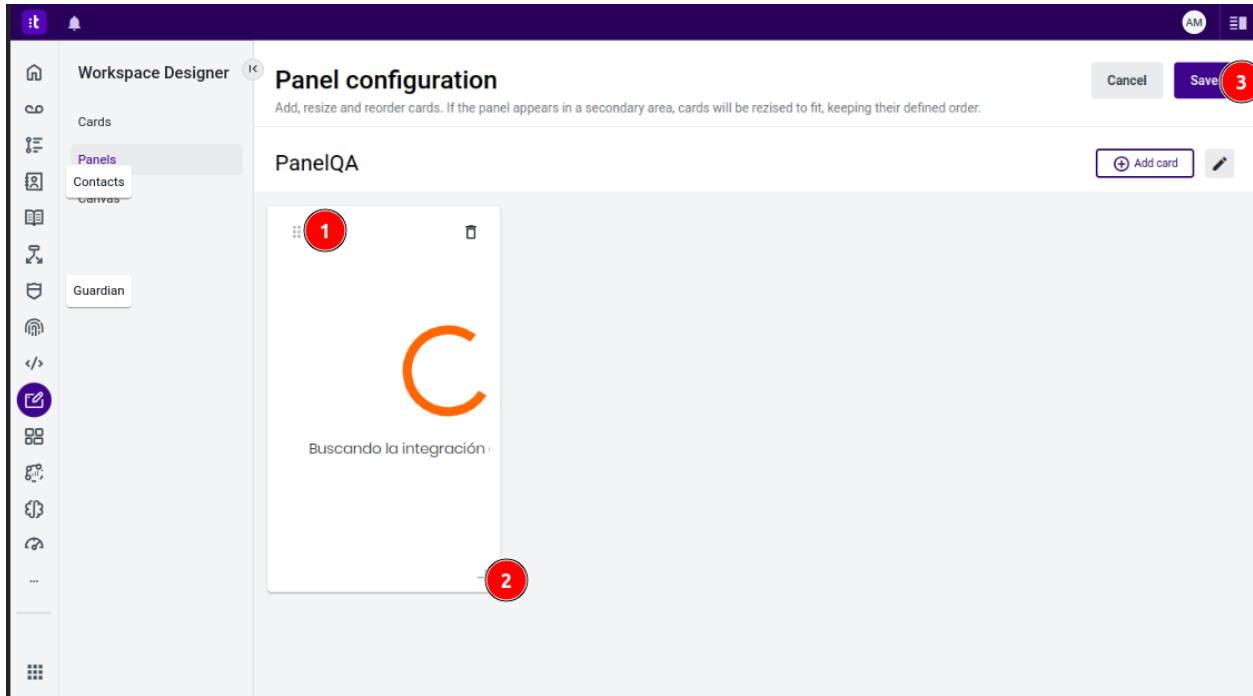 :t
AM
Workspace Designer
Cards
Panels
Contacts
Canvas
Guardian
Panel configuration
Add, resize and reorder cards. If the panel appears in a secondary area, cards will be rezised to fit, keeping their defined order.
Cancel
Save
3
PanelQA
Add card
1
Buscando la integración
2